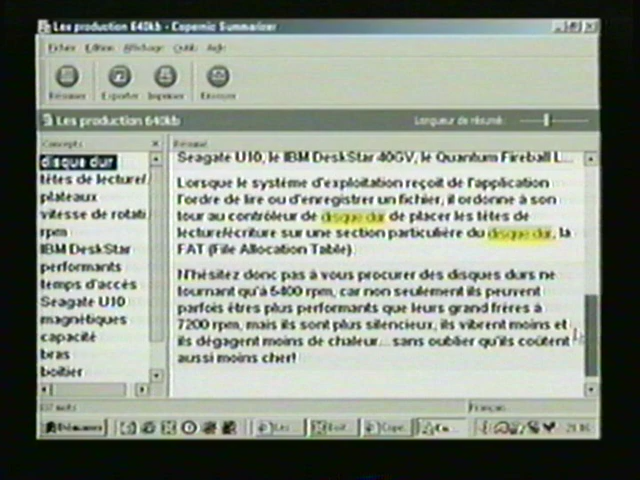 Les production 640kb - Copernic Summarizer
Fichier Edition Affichage Outils Aide
Résumer Exporter Imprimer Envoyer
Les production 640kb
Longueur de résumé:
Concepts
Résumé
disque dur
têtes de lecture/
plateaux
vitesse de rotati
rpm
IBM DeskStar
performants
temps d'accès
Seagate U10
magnétiques
capacité
bras
boîtier
Seagate U10, le IBM DeskStar 40GV, le Quantum Fireball L...
Lorsque le système d'exploitation reçoit de l'application
l'ordre de lire ou d'enregistrer un fichier, il ordonne à son
tour au contrôleur de disque dur de placer les têtes de
lecture/écriture sur une section particulière du disque dur, la
FAT (File Allocation Table).
N'hésitez donc pas à vous procurer des disques durs ne
tournant qu'à 5400 rpm, car non seulement ils peuvent
parfois êtres plus performants que leurs grand frères à
7200 rpm, mais ils sont plus silencieux, ils vibrent moins et
ils dégagent moins de chaleur... sans oublier qu'ils coûtent
aussi moins cher!
mots
Français
Démarrer
Les
Cope